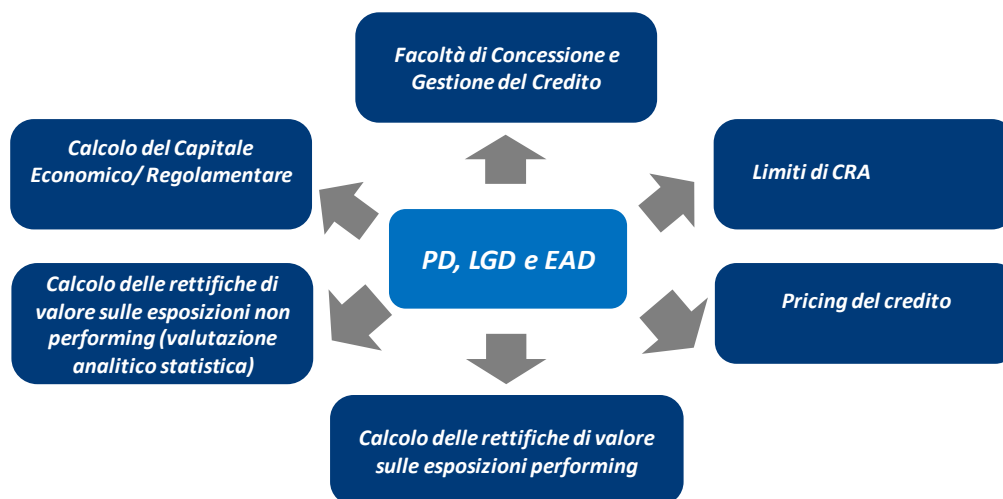 Facoltà di Concessione e
Gestione del Credito
Calcolo del Capitale
Economico/ Regolamentare
Limiti di CRA
PD, LGD e EAD
Calcolo delle rettifiche di
valore sulle esposizioni non
performing (valutazione
analitico statistica)
Pricing del credito
Calcolo delle rettifiche di valore
sulle esposizioni performing